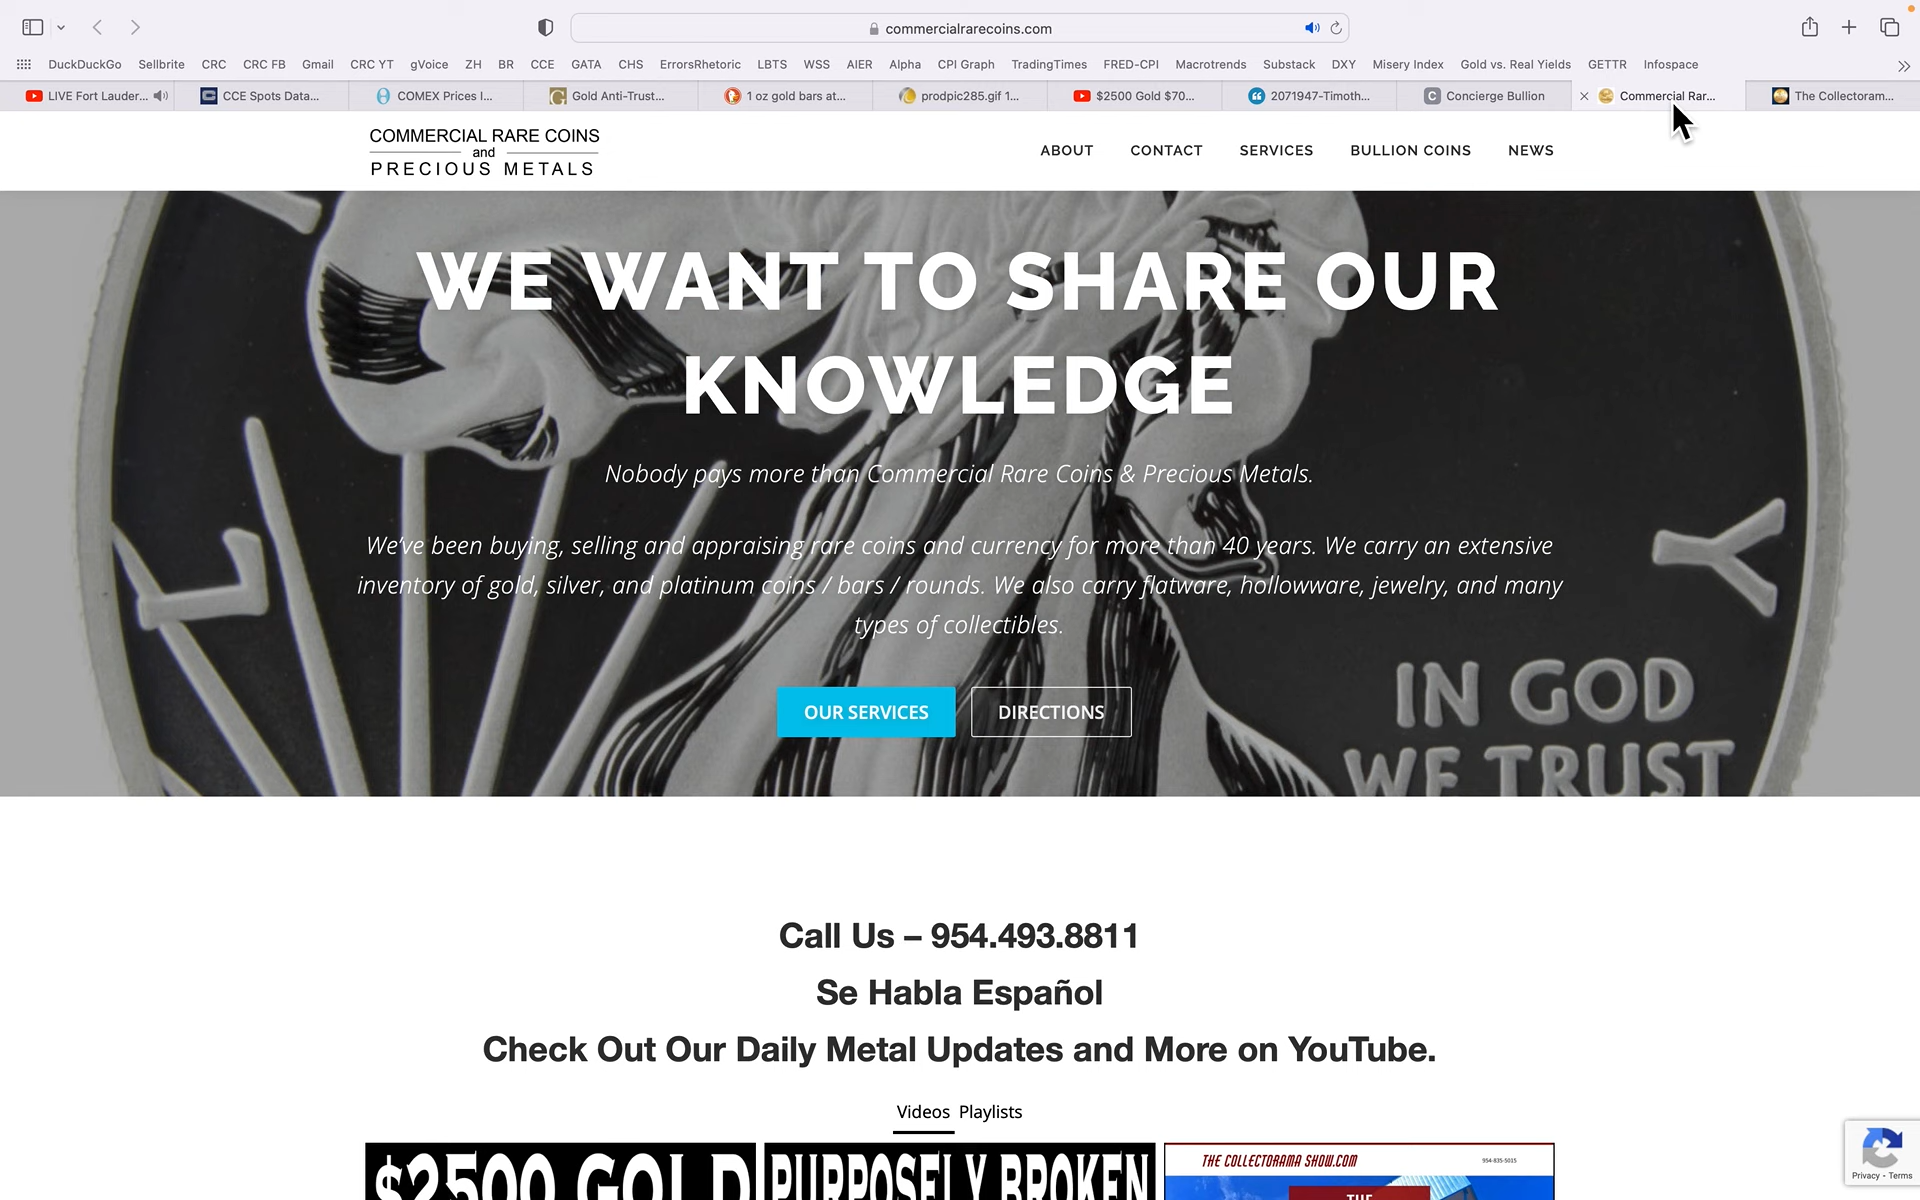 commercialrarecoins.com
DuckDuckGo Sellbrite CRC CRC FB Gmail CRC YT gVoice ZH BR CCE GATA CHS ErrorsRhetoric LBTS WSS AIER Alpha CPI Graph TradingTimes FRED-CPI Macrotrends Substack DXY Misery Index Gold vs. Real Yields GETTR Infospace
LIVE Fort Lauder... CCE Spots Data... COMEX Prices I... Gold Anti-Trust... 1 oz gold bars at... prodpic285.gif 1... $2500 Gold $70... 2071947-Timoth... C Concierge Bullion Commercial Rar... The Collectoram...
COMMERCIAL RARE COINS
and
PRECIOUS METALS
ABOUT CONTACT SERVICES BULLION COINS NEWS
WE WANT TO SHARE OUR
KNOWLEDGE
Nobody pays more than Commercial Rare Coins & Precious Metals.
We've been buying, selling and appraising rare coins and currency for more than 40 years. We carry an extensive
inventory of gold, silver, and platinum coins / bars / rounds. We also carry flatware, hollowware, jewelry, and many
types of collectibles.
L
Y
IN GOD
WE TRUST
OUR SERVICES DIRECTIONS
Call Us – 954.493.8811
Se Habla Español
Check Out Our Daily Metal Updates and More on YouTube.
Videos Playlists
$2500 GOLD PURPOSELY BROKEN THE COLLECTORAMA SHOW.COM 954-835-5015
THE
Privacy - Terms